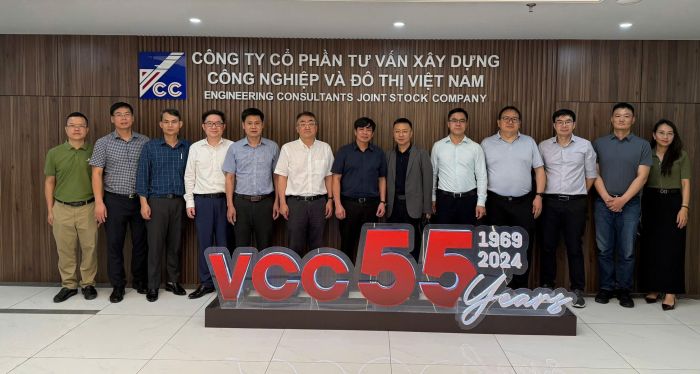 VCC
CÔNG TY CỔ PHẦN TƯ VẤN XÂY DỰNG
CÔNG NGHIỆP VÀ ĐÔ THỊ VIỆT NAM
ENGINEERING CONSULTANTS JOINT STOCK COMPANY
VCC 55 1969
2024
Years